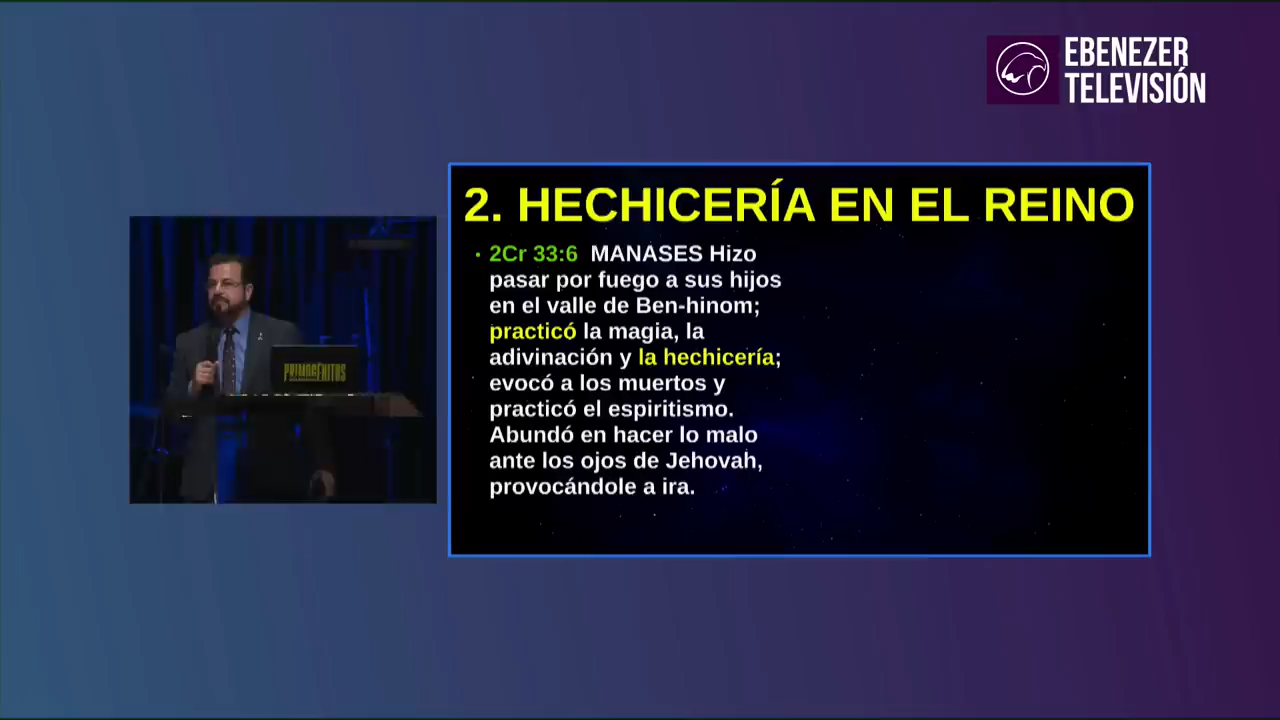 EBENEZER
TELEVISIÓN
2. HECHICERÍA EN EL REINO
• 2Cr 33:6 MANASES Hizo
pasar por fuego a sus hijos
en el valle de Ben-hinom;
practicó la magia, la
adivinación y la hechicería;
evocó a los muertos y
practicó el espiritismo.
Abundó en hacer lo malo
ante los ojos de Jehovah,
provocándole a ira.
PRIMOGÉNITOS